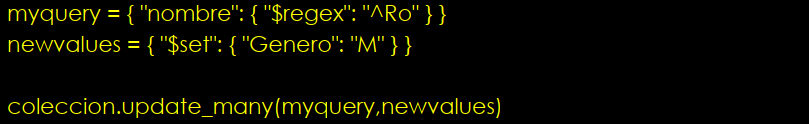 myquery = { "nombre": { "$regex": "^Ro" } }
newvalues = { "$set": { "Genero": "M" } }
coleccion.update_many(myquery,newvalues)